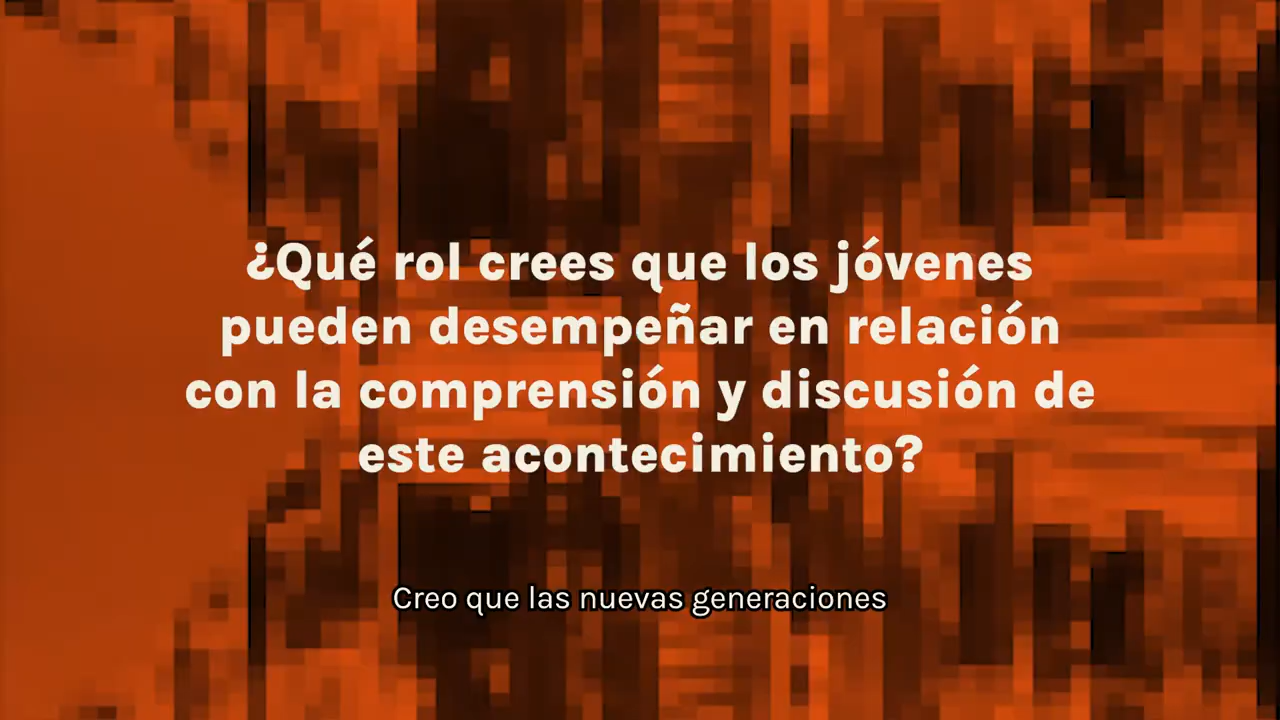 ¿Qué rol crees que los jóvenes
pueden desempeñar en relación
con la comprensión y discusión de
este acontecimiento?
Creo que las nuevas generaciones